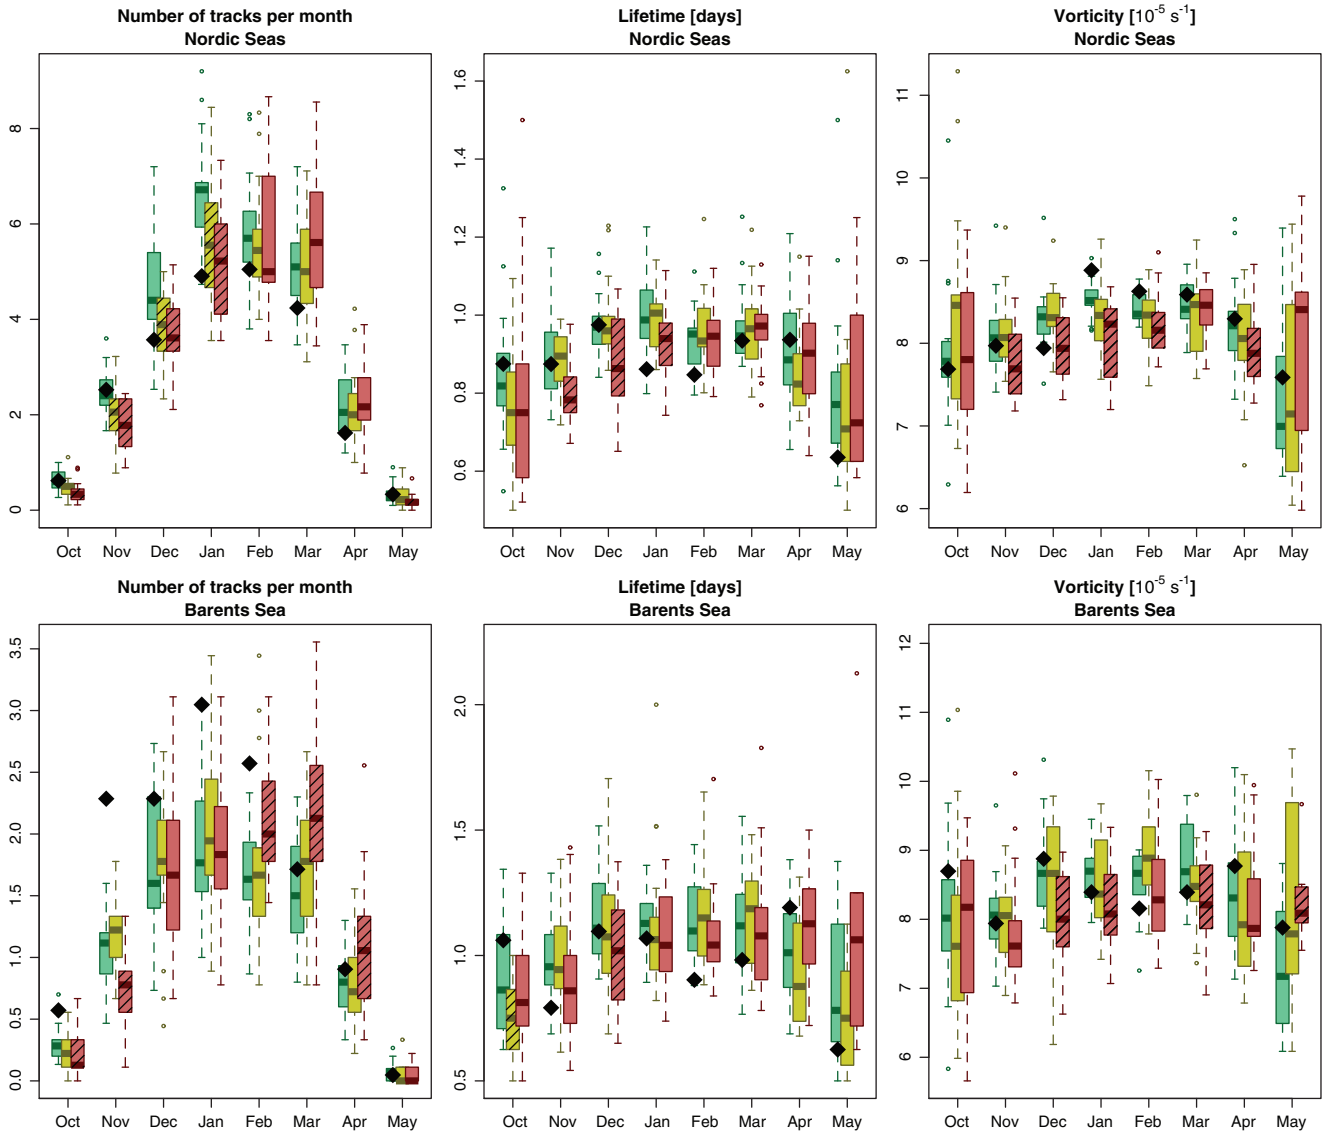 Number of tracks per month
Nordic Seas
8
6
4
2
0
Oct Nov Dec Jan Feb Mar Apr May
Lifetime [days]
Nordic Seas
1.6
1.4
1.2
1.0
0.8
0.6
Oct Nov Dec Jan Feb Mar Apr May
Vorticity [10⁻⁵ s⁻¹]
Nordic Seas
11
10
9
8
7
6
Oct Nov Dec Jan Feb Mar Apr May
Number of tracks per month
Barents Sea
3.5
3.0
2.5
2.0
1.5
1.0
0.5
0.0
Oct Nov Dec Jan Feb Mar Apr May
Lifetime [days]
Barents Sea
2.0
1.5
1.0
0.5
Oct Nov Dec Jan Feb Mar Apr May
Vorticity [10⁻⁵ s⁻¹]
Barents Sea
12
11
10
9
8
7
6
Oct Nov Dec Jan Feb Mar Apr May